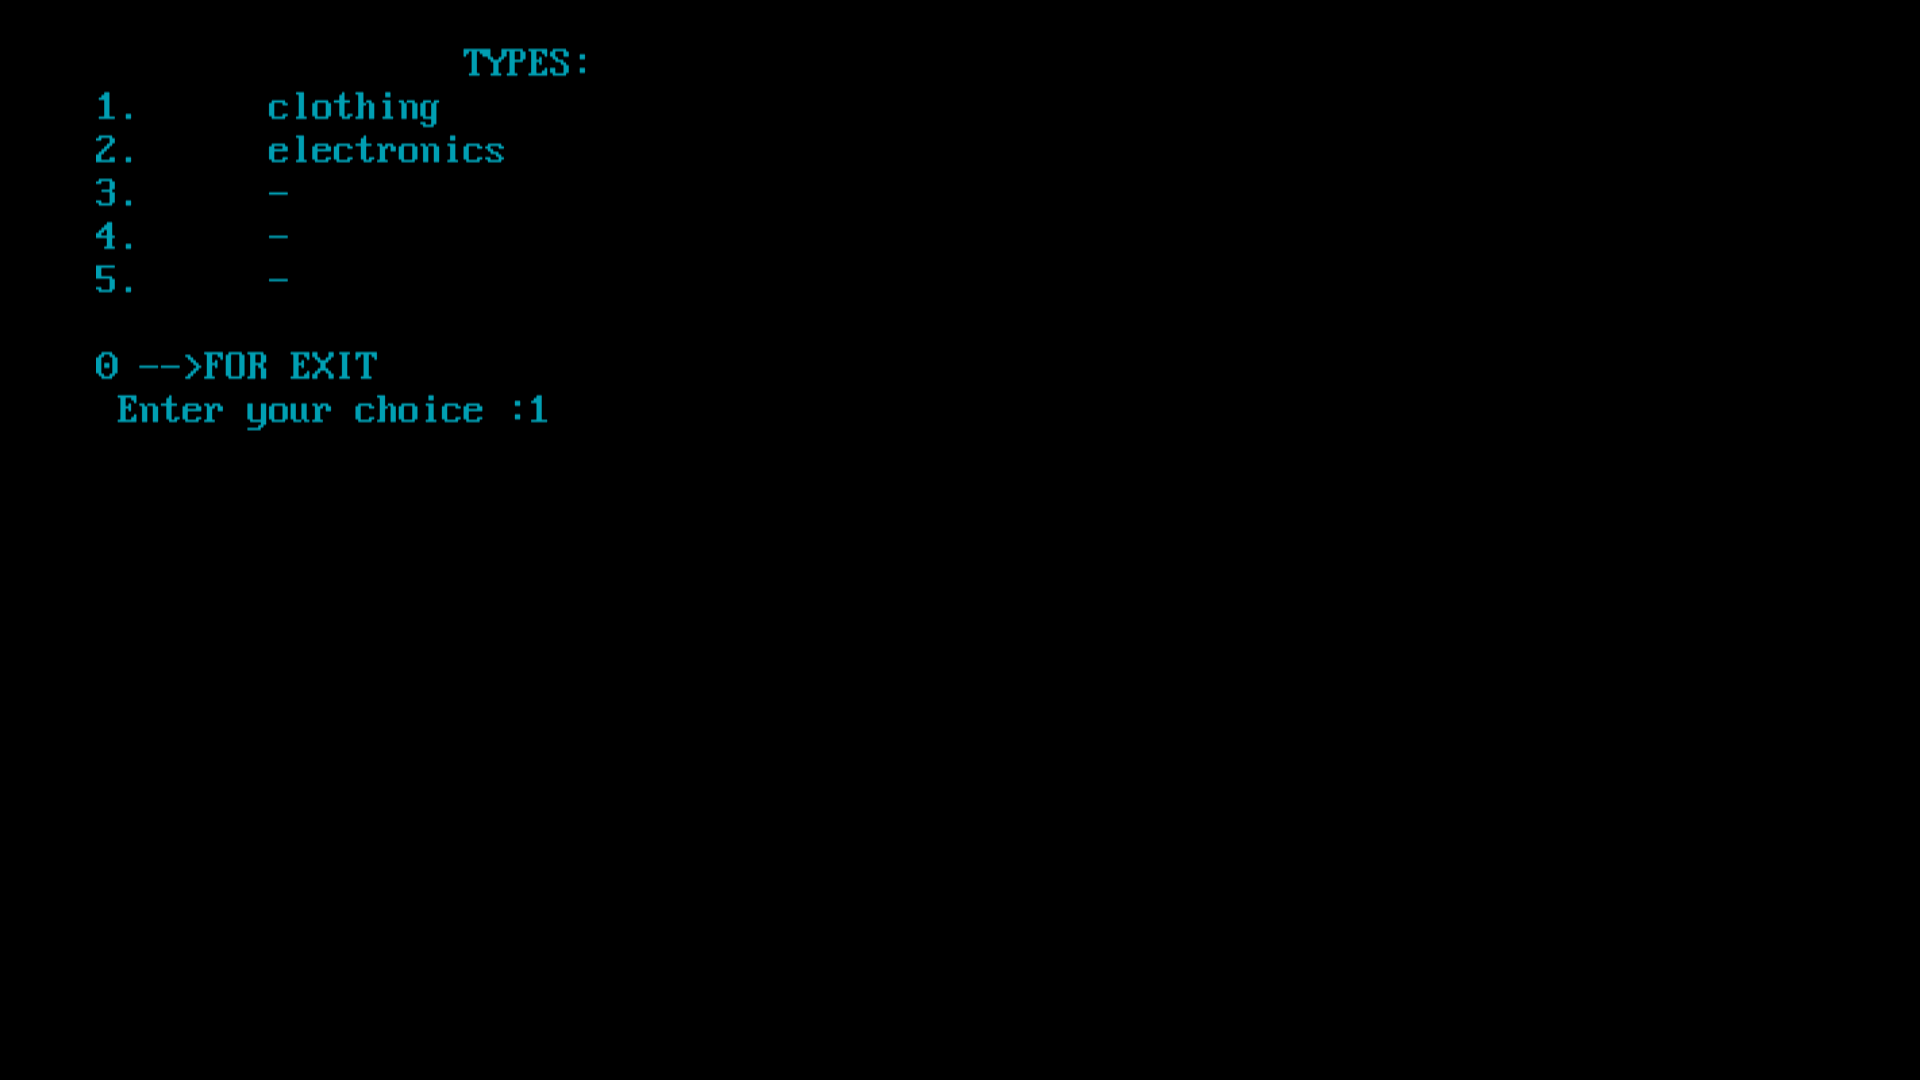 TYPES:
1. clothing
2. electronics
3. -
4. -
5. -
0 -->FOR EXIT
Enter your choice :1